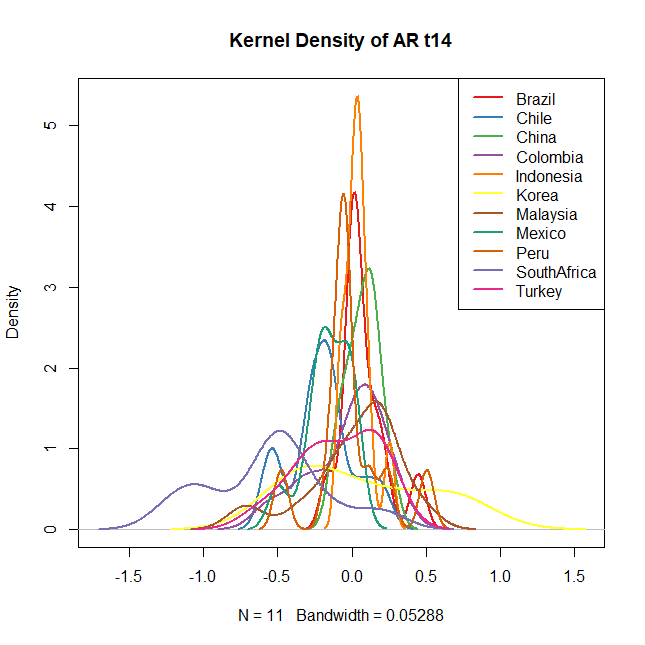 Kernel Density of AR t14
Brazil
Chile
China
Colombia
Indonesia
Korea
Malaysia
Mexico
Peru
SouthAfrica
Turkey
Density
5
4
3
2
1
0
-1.5 -1.0 -0.5 0.0 0.5 1.0 1.5
N = 11 Bandwidth = 0.05288